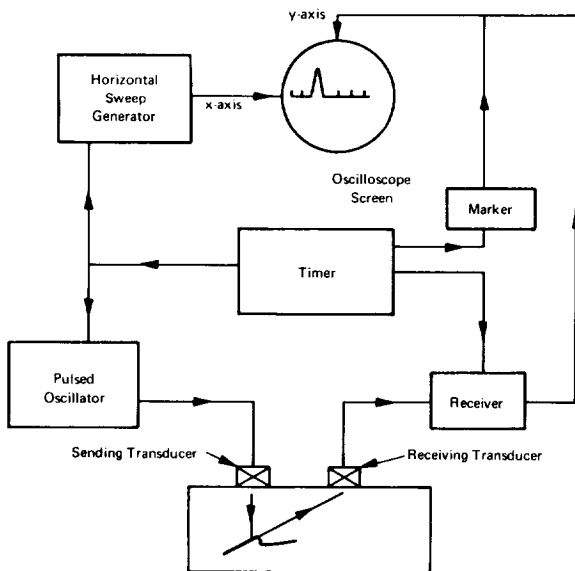 y-axis
Horizontal
Sweep
Generator
x-axis
Oscilloscope
Screen
Marker
Timer
Pulsed
Oscillator
Receiver
Sending Transducer
Receiving Transducer